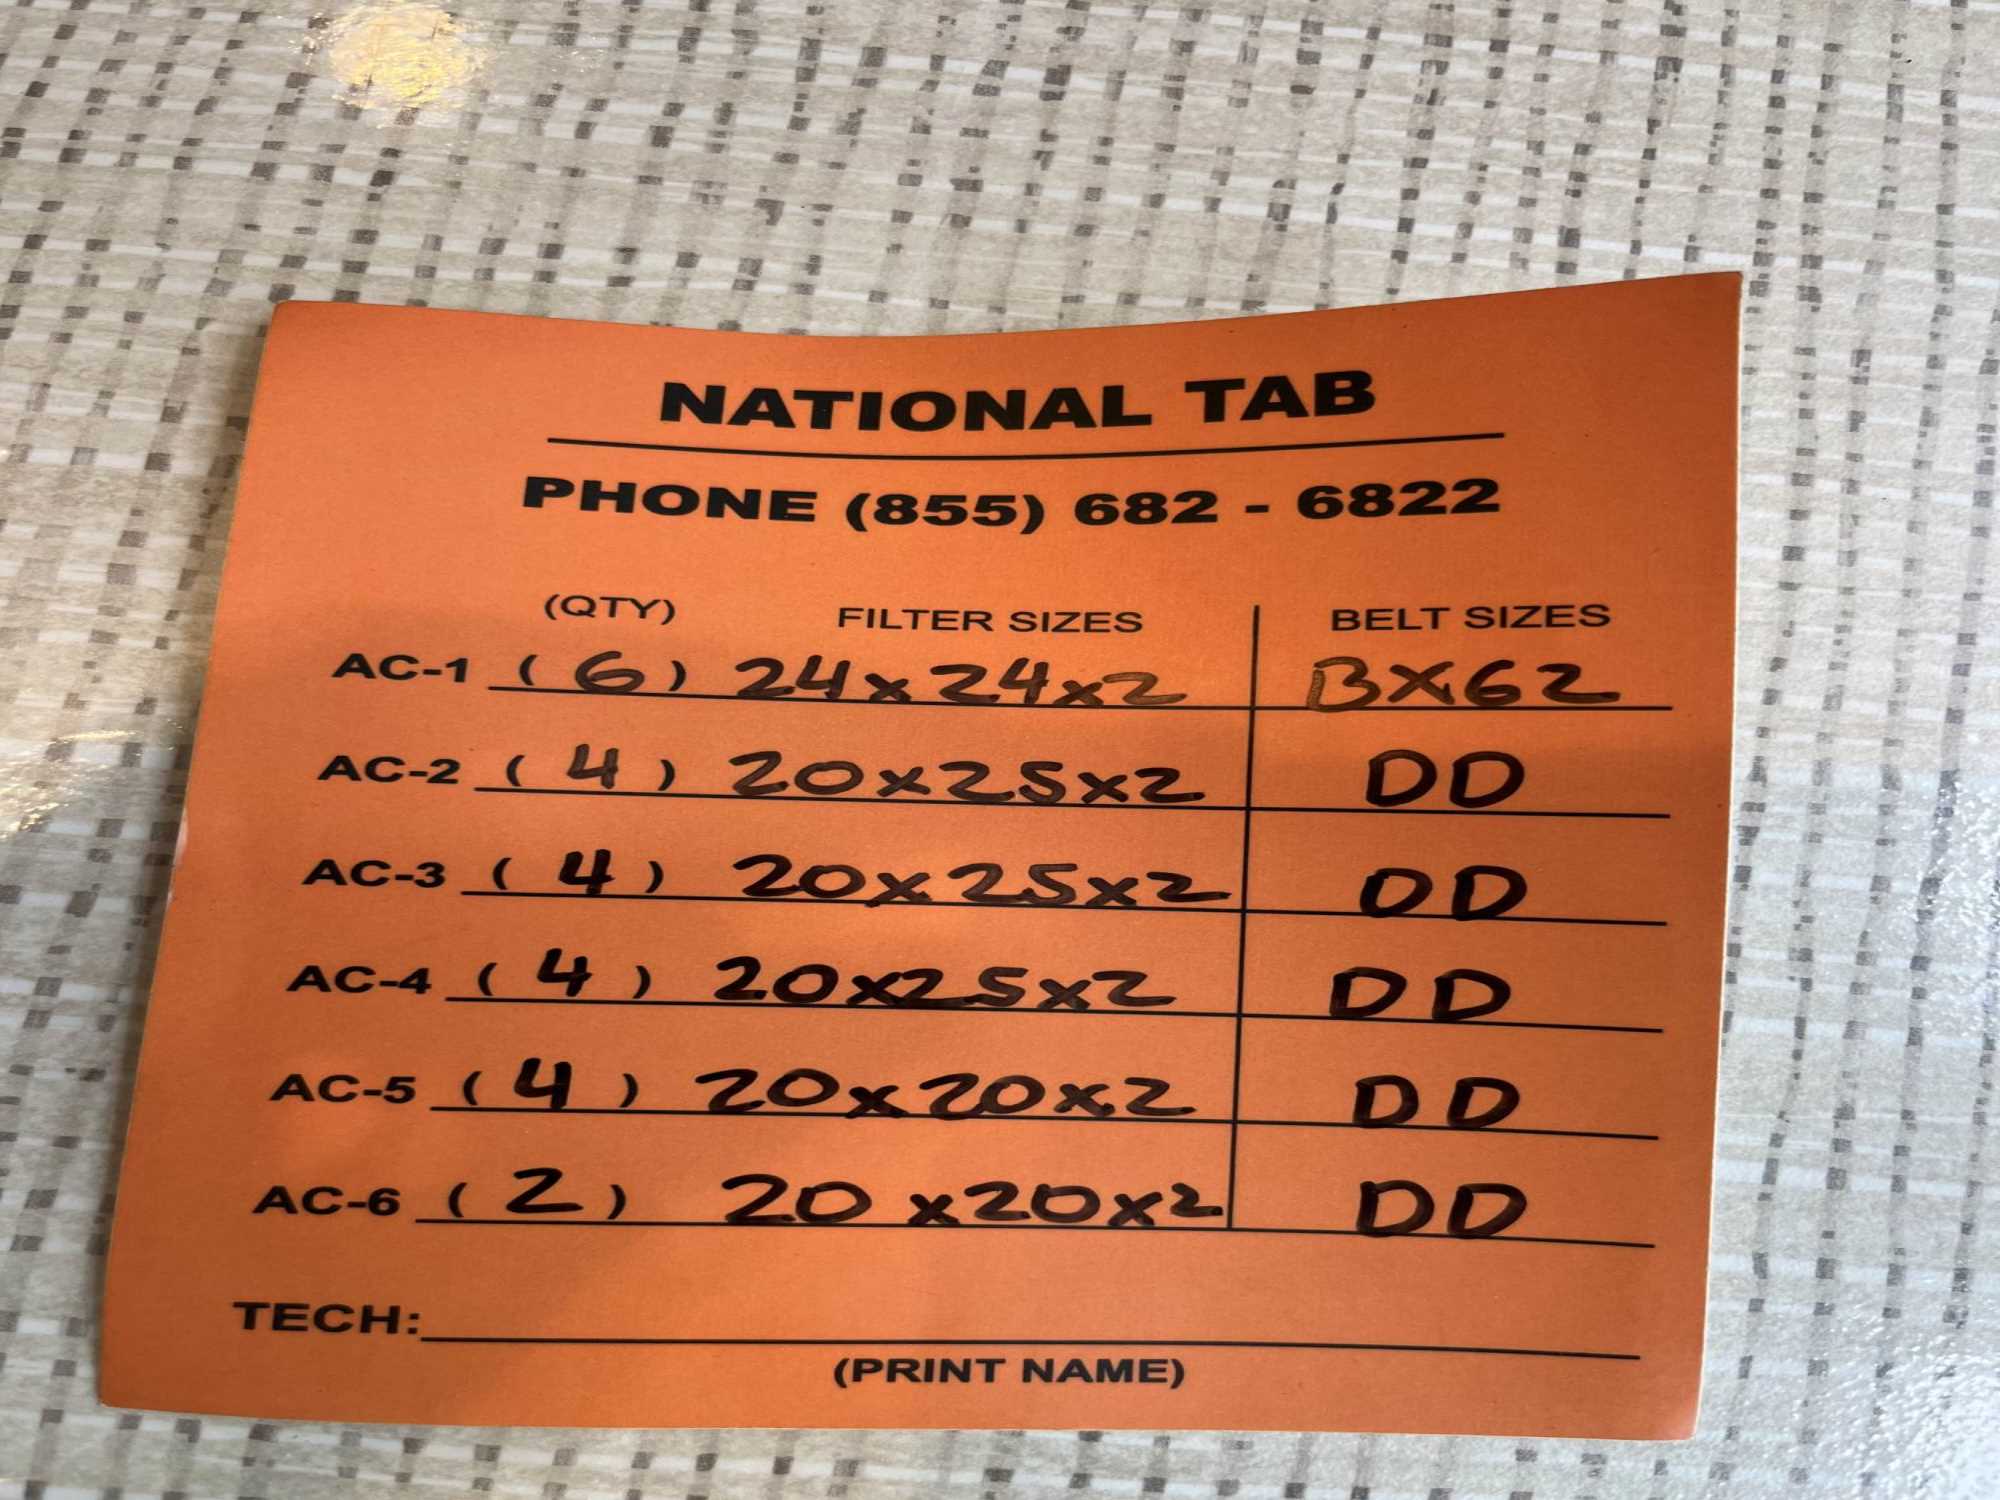 NATIONAL TAB
PHONE (855) 682 - 6822
(QTY) FILTER SIZES BELT SIZES
AC-1 ( 6 ) 24x24x2 BX62
AC-2 ( 4 ) 20x25x2 DD
AC-3 ( 4 ) 20x25x2 DD
AC-4 ( 4 ) 20x25x2 DD
AC-5 ( 4 ) 20x20x2 DD
AC-6 ( 2 ) 20x20x2 DD
TECH:
(PRINT NAME)